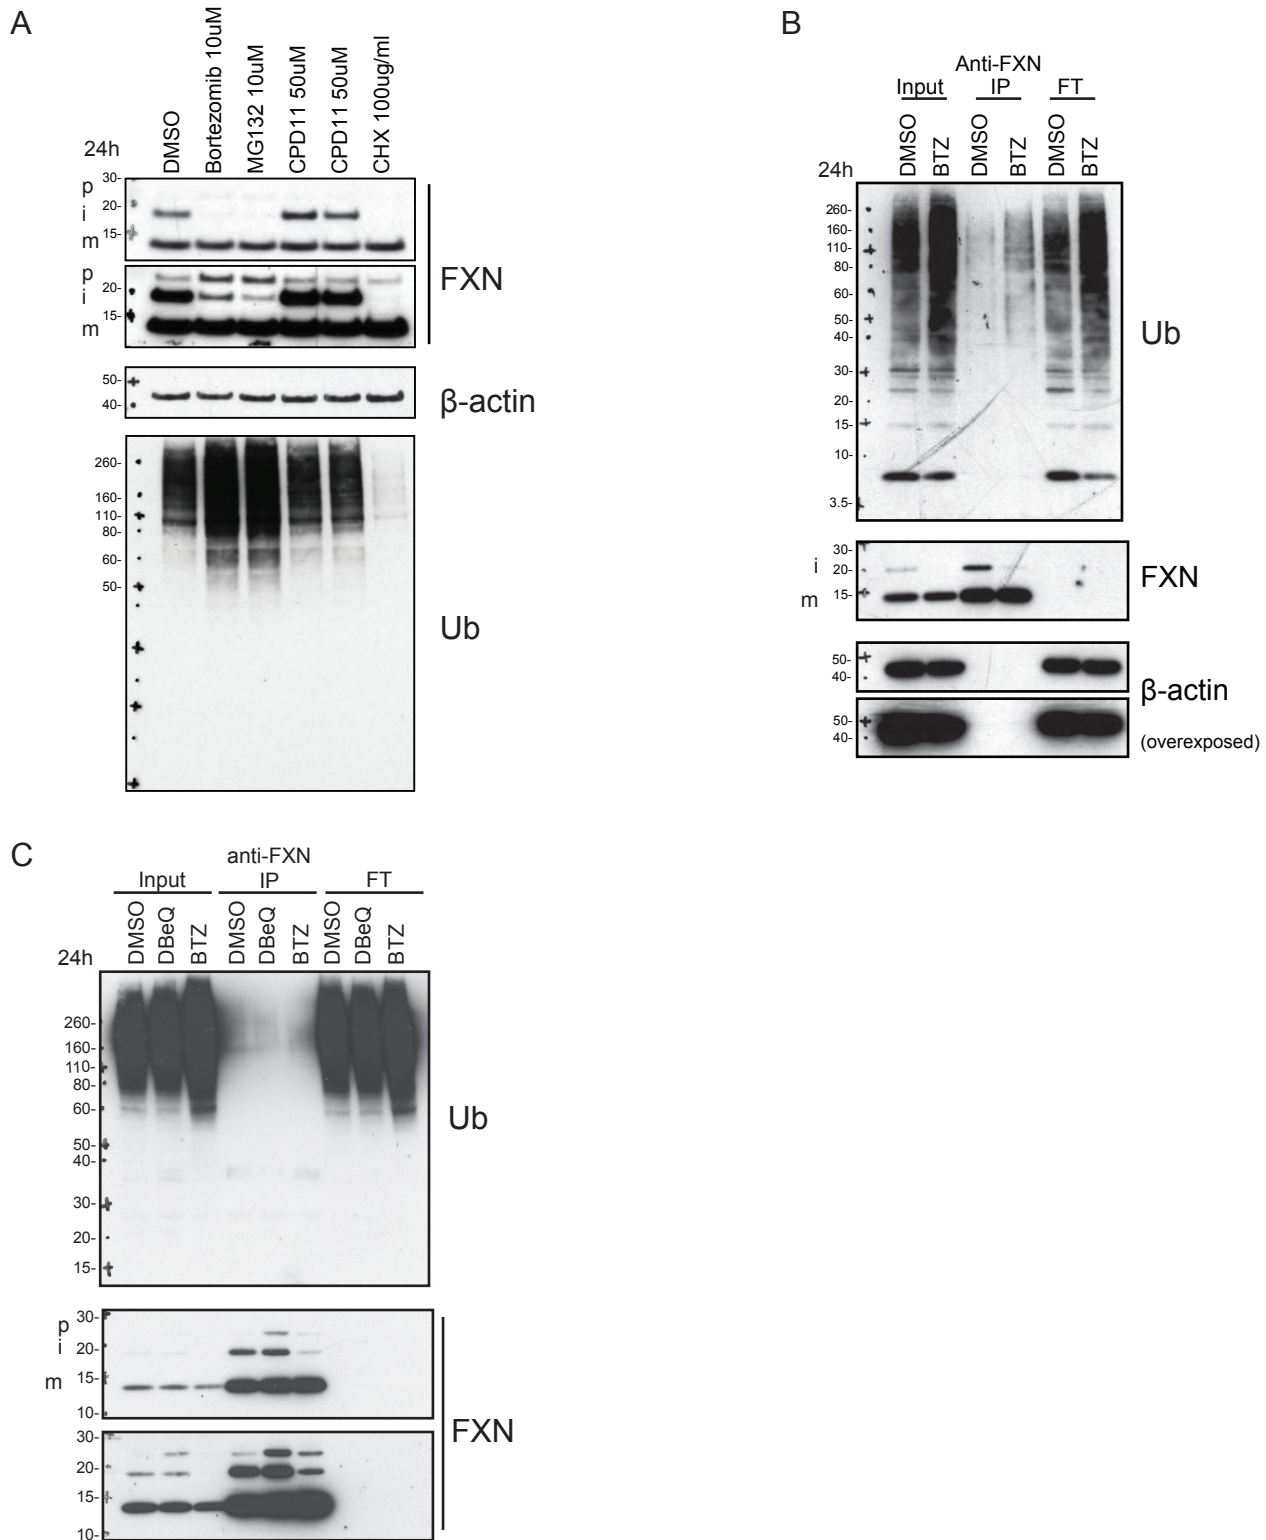 A
24h
DMSO
Bortezomib 10uM
MG132 10uM
CPD11 50uM
CPD11 50uM
CHX 100ug/ml
p
i
m
30-
20-
15-
p
i
m
20-
15-
FXN
50-
40-
β-actin
260-
160-
110-
80-
60-
50-
Ub
B
Anti-FXN
Input IP FT
24h
DMSO
BTZ
DMSO
BTZ
DMSO
BTZ
260-
160-
110-
80-
60-
50-
40-
30-
20-
15-
10-
3.5-
Ub
i
m
30-
20-
15-
FXN
50-
40-
β-actin
50-
40-
(overexposed)
C
anti-FXN
Input IP FT
24h
DMSO
DBeQ
BTZ
DMSO
DBeQ
BTZ
DMSO
DBeQ
BTZ
260-
160-
110-
80-
60-
50-
40-
30-
20-
15-
Ub
p
i
m
30-
20-
15-
10-
FXN
30-
20-
15-
10-